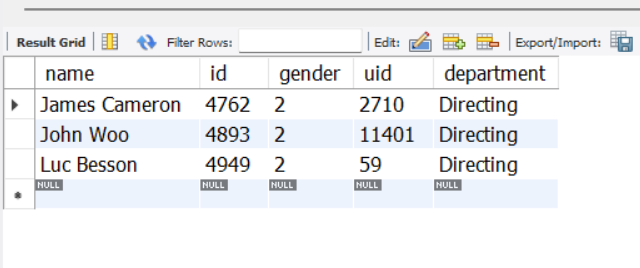 Result Grid Filter Rows: Edit: Export/Import:
name id gender uid department
James Cameron 4762 2 2710 Directing
John Woo 4893 2 11401 Directing
Luc Besson 4949 2 59 Directing
NULL NULL NULL NULL NULL